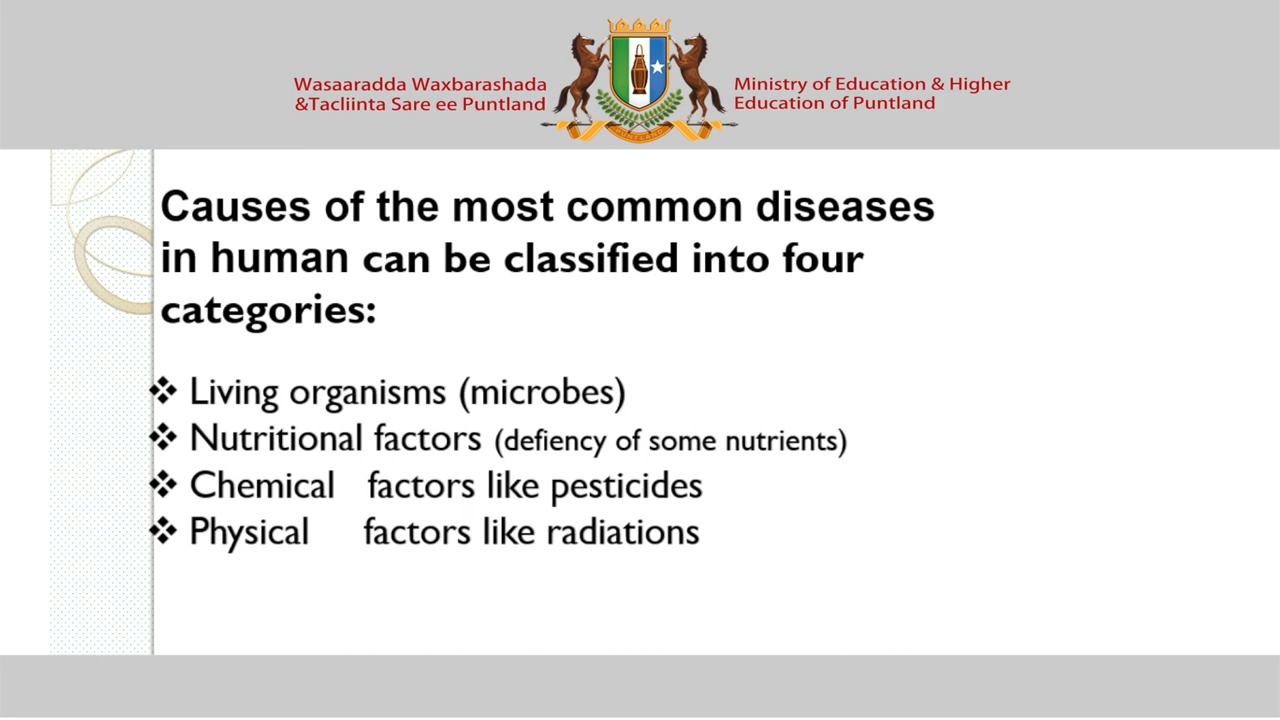 Wasaaradda Waxbarashada
&Tacliinta Sare ee Puntland
Ministry of Education & Higher
Education of Puntland
Causes of the most common diseases
in human can be classified into four
categories:
Living organisms (microbes)
Nutritional factors (defiency of some nutrients)
Chemical factors like pesticides
Physical factors like radiations